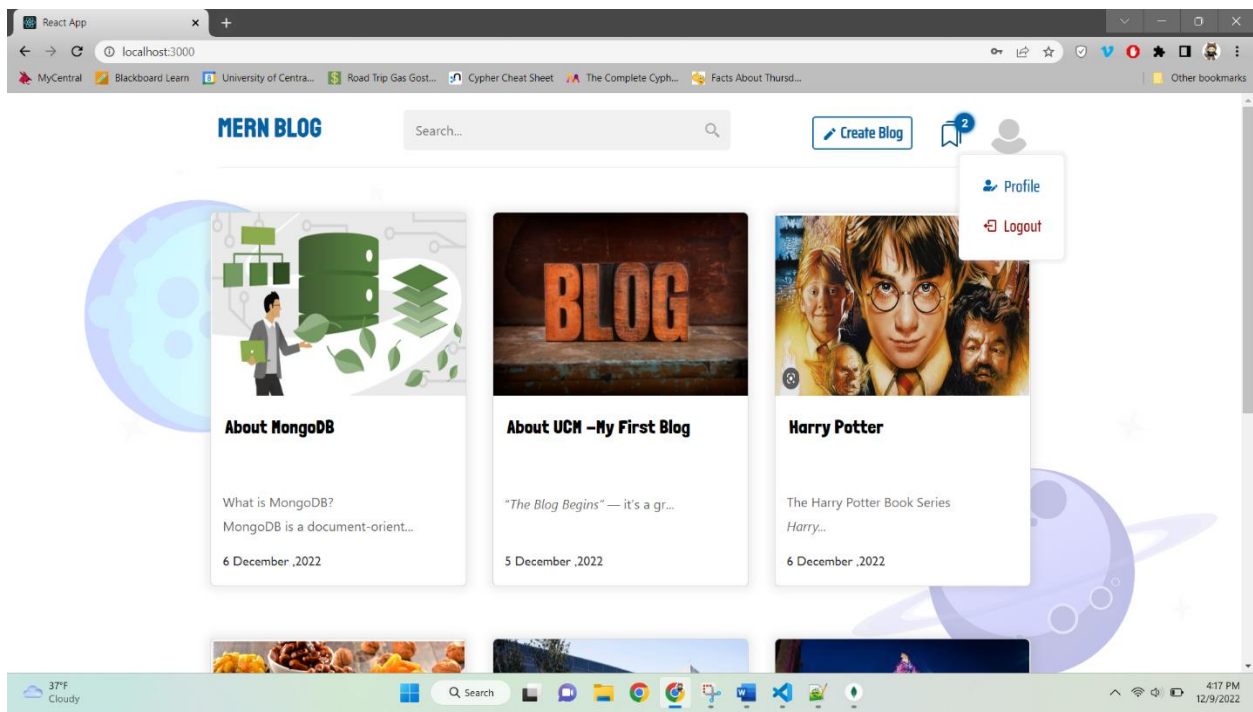 React App
localhost:3000
MyCentral Blackboard Learn University of Centra... Road Trip Gas Gost... Cypher Cheat Sheet The Complete Cyph... Facts About Thursd... Other bookmarks
MERN BLOG
Search...
Create Blog
2
Profile
Logout
BLOG
About MongoDB
What is MongoDB?
MongoDB is a document-orient...
6 December ,2022
About UCM –My First Blog
"The Blog Begins" — it's a gr...
5 December ,2022
Harry Potter
The Harry Potter Book Series
Harry...
6 December ,2022
37°F
Cloudy
Search
4:17 PM
12/9/2022